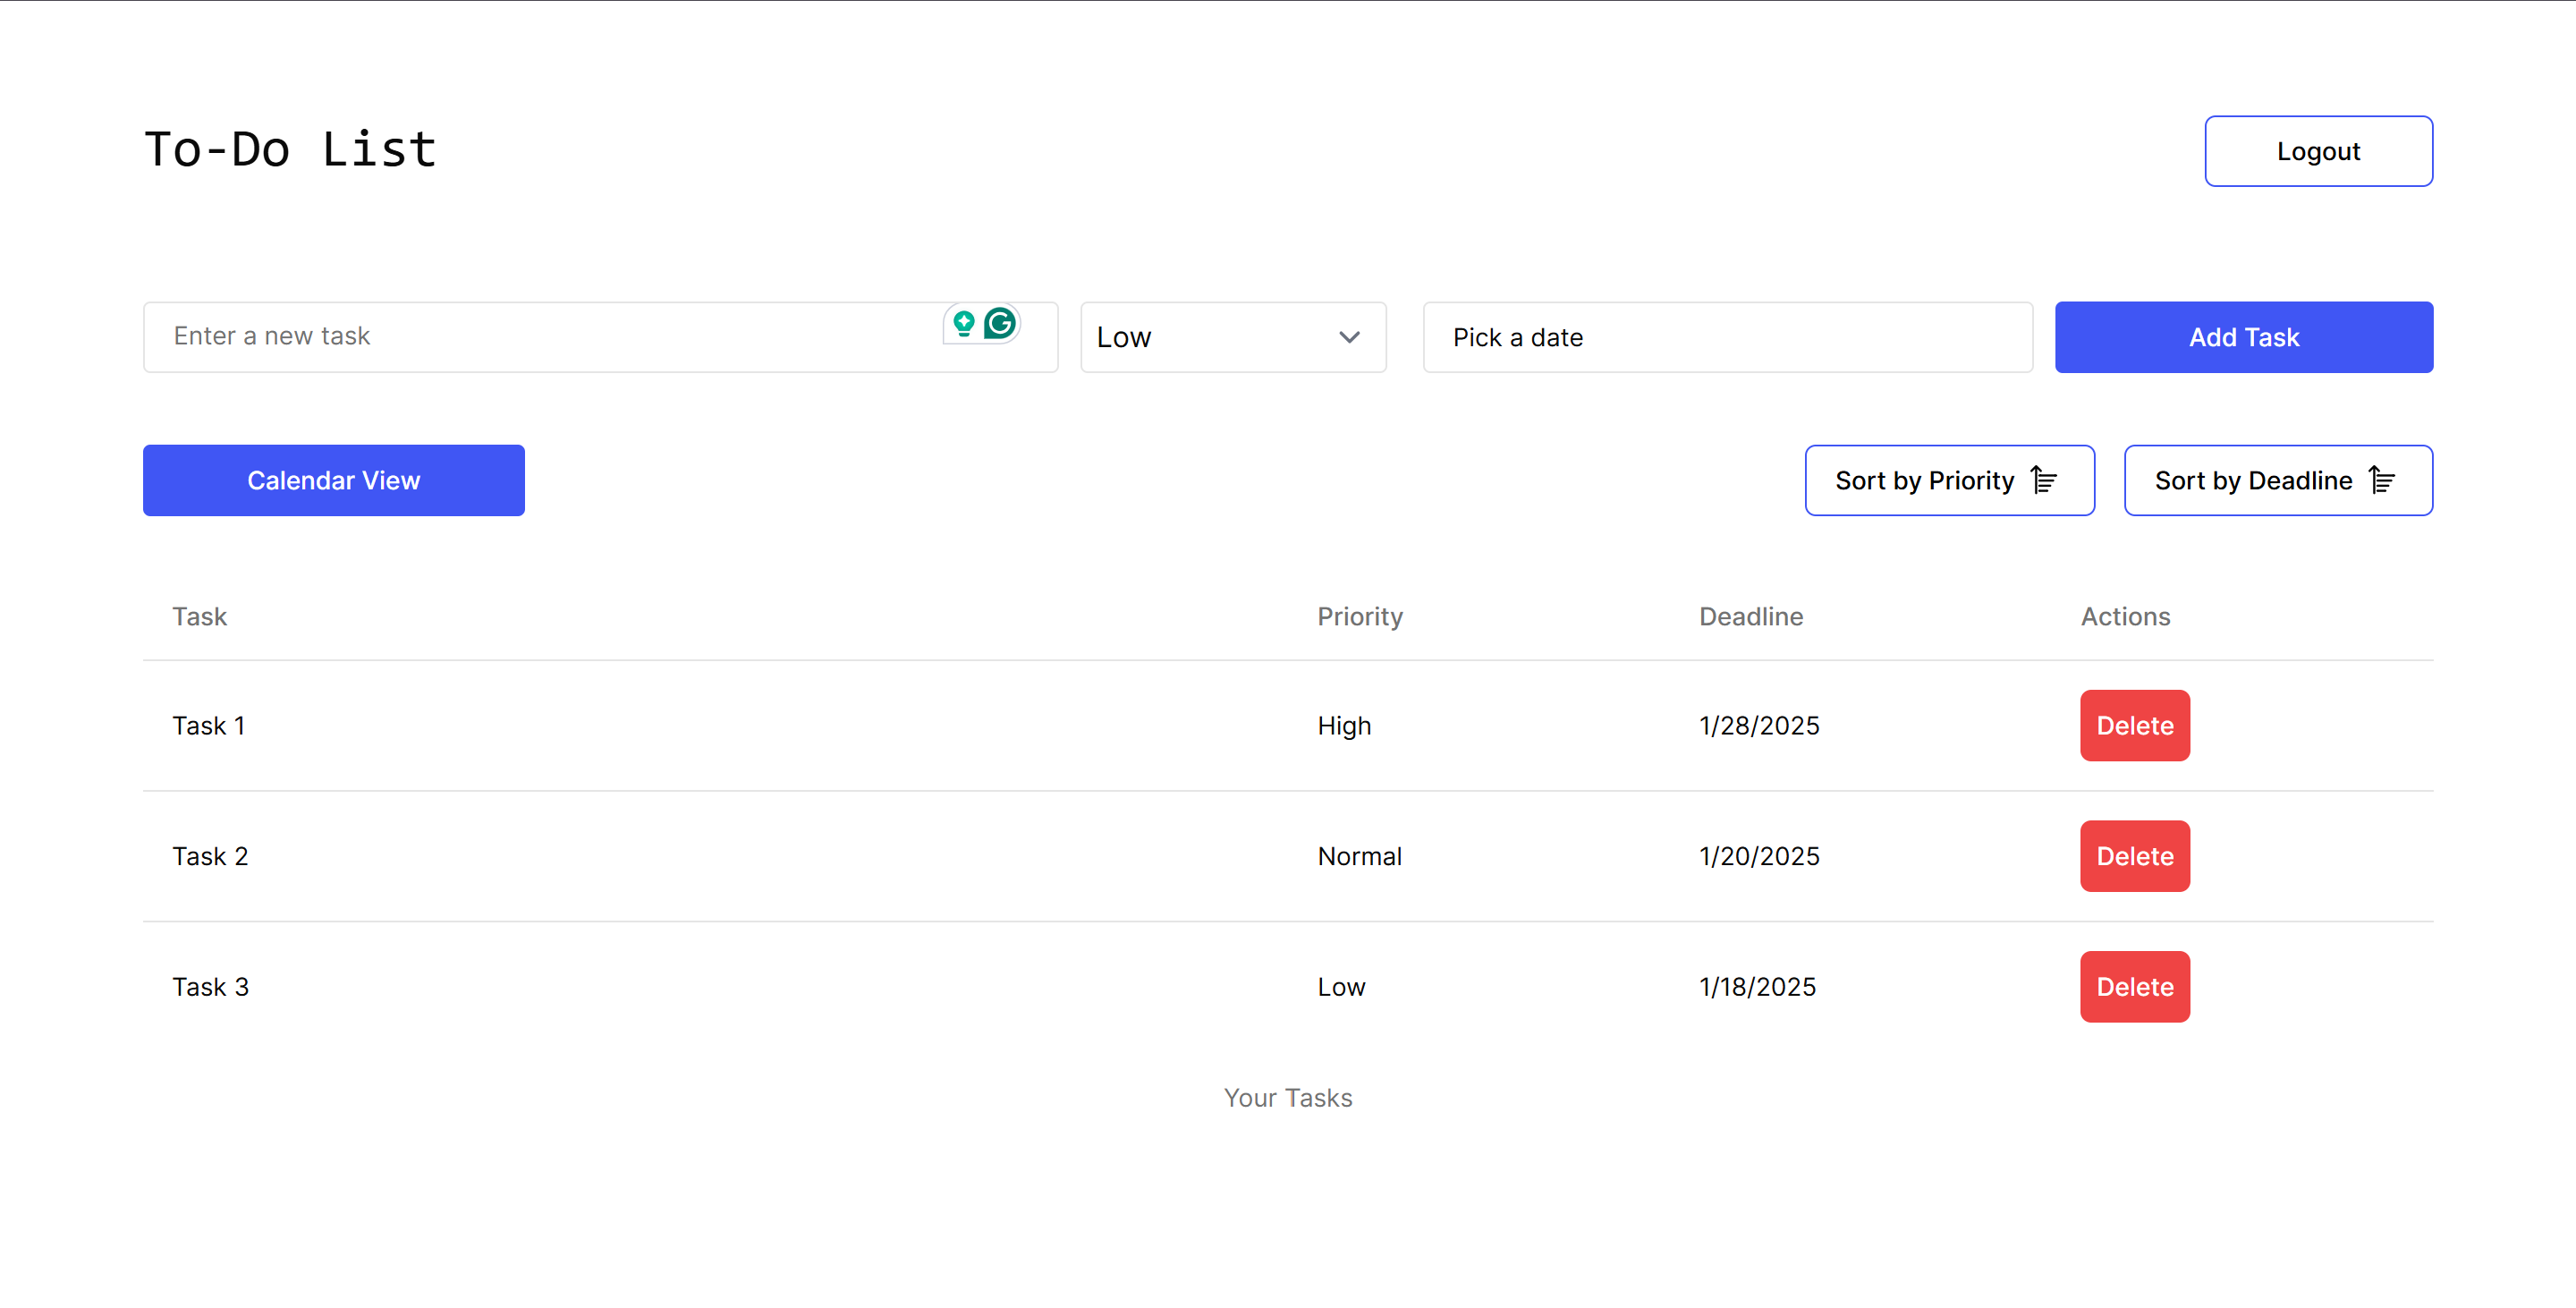 To-Do List
Logout
Enter a new task
Low
Pick a date
Add Task
Calendar View
Sort by Priority
Sort by Deadline
Task Priority Deadline Actions
Task 1 High 1/28/2025 Delete
Task 2 Normal 1/20/2025 Delete
Task 3 Low 1/18/2025 Delete
Your Tasks